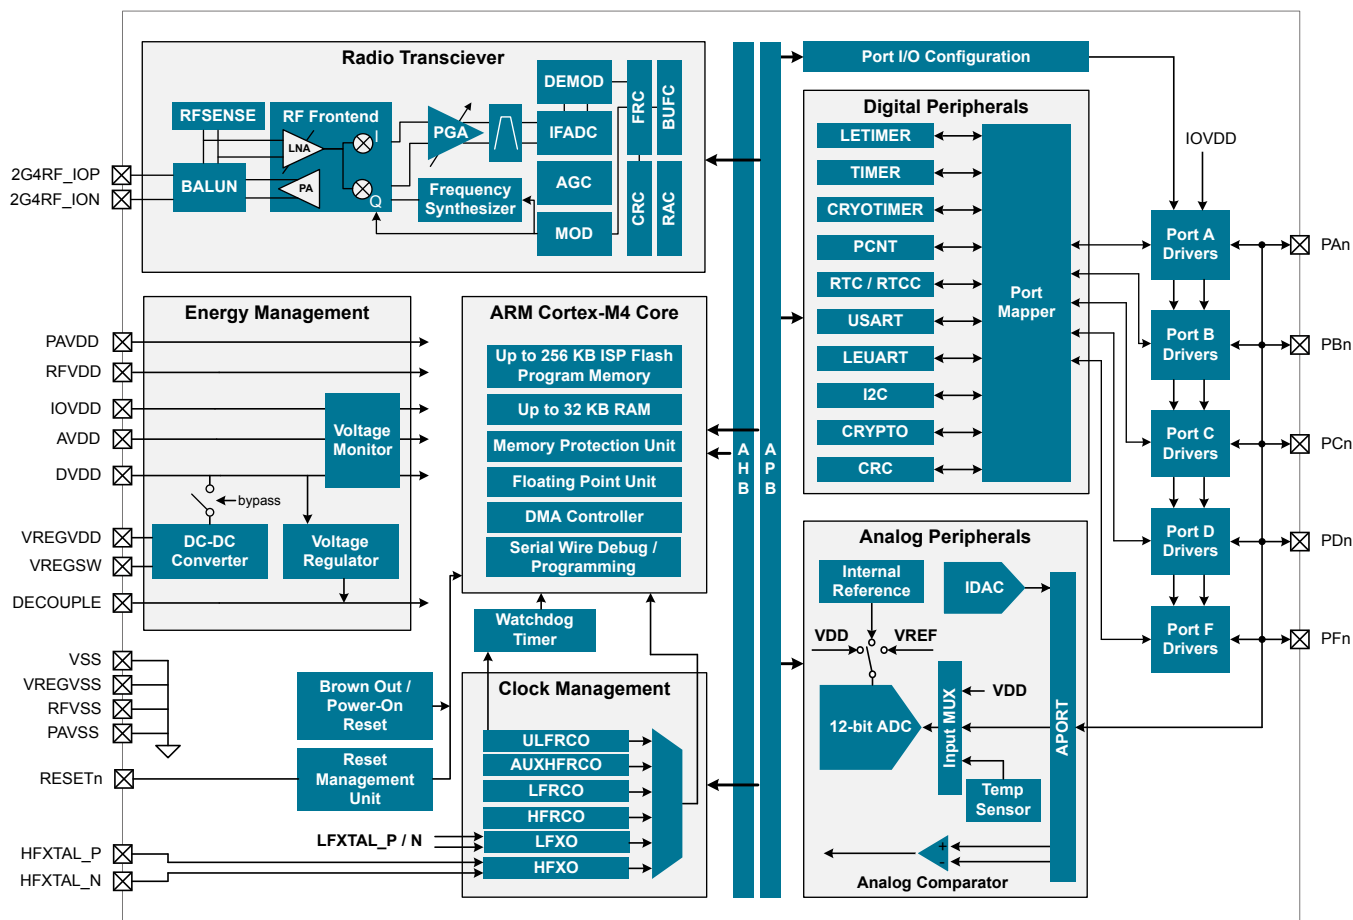 Radio Transciever
RFSENSE
RF Frontend
LNA
I
PA
Q
BALUN
PGA
DEMOD
IFADC
AGC
MOD
Frequency
Synthesizer
FRC
BUFC
CRC
RAC
2G4RF_IOP
2G4RF_ION
Energy Management
PAVDD
RFVDD
IOVDD
AVDD
DVDD
Voltage
Monitor
bypass
VREGVDD
VREGSW
DC-DC
Converter
Voltage
Regulator
DECOUPLE
VSS
VREGVSS
RFVSS
PAVSS
RESETn
HFXTAL_P
HFXTAL_N
Brown Out /
Power-On
Reset
Reset
Management
Unit
LFXTAL_P / N
ARM Cortex-M4 Core
Up to 256 KB ISP Flash
Program Memory
Up to 32 KB RAM
Memory Protection Unit
Floating Point Unit
DMA Controller
Serial Wire Debug /
Programming
Watchdog
Timer
Clock Management
ULFRCO
AUXHFRCO
LFRCO
HFRCO
LFXO
HFXO
AHB
APB
Port I/O Configuration
Digital Peripherals
LETIMER
TIMER
CRYOTIMER
PCNT
RTC / RTCC
USART
LEUART
I2C
CRYPTO
CRC
Port
Mapper
Analog Peripherals
Internal
Reference
IDAC
VDD
VREF
12-bit ADC
Input MUX
VDD
Temp
Sensor
APORT
+
-
Analog Comparator
IOVDD
Port A
Drivers
Port B
Drivers
Port C
Drivers
Port D
Drivers
Port F
Drivers
PAn
PBn
PCn
PDn
PFn